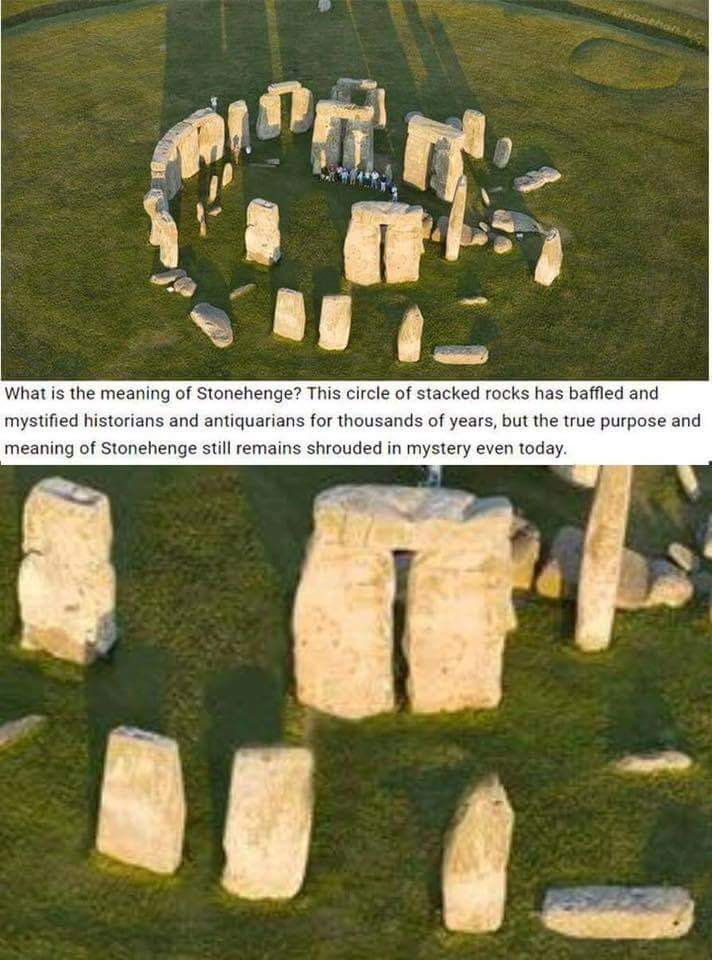 What is the meaning of Stonehenge? This circle of stacked rocks has baffled and
mystified historians and antiquarians for thousands of years, but the true purpose and
meaning of Stonehenge still remains shrouded in mystery even today.